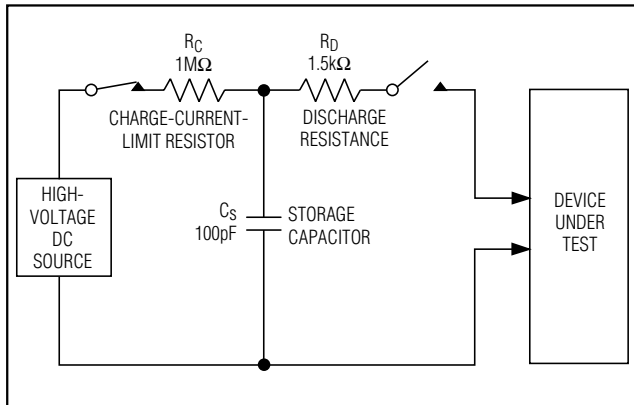 R_C
1MΩ
CHARGE-CURRENT-
LIMIT RESISTOR
R_D
1.5kΩ
DISCHARGE
RESISTANCE
HIGH-
VOLTAGE
DC
SOURCE
C_S
100pF
STORAGE
CAPACITOR
DEVICE
UNDER
TEST